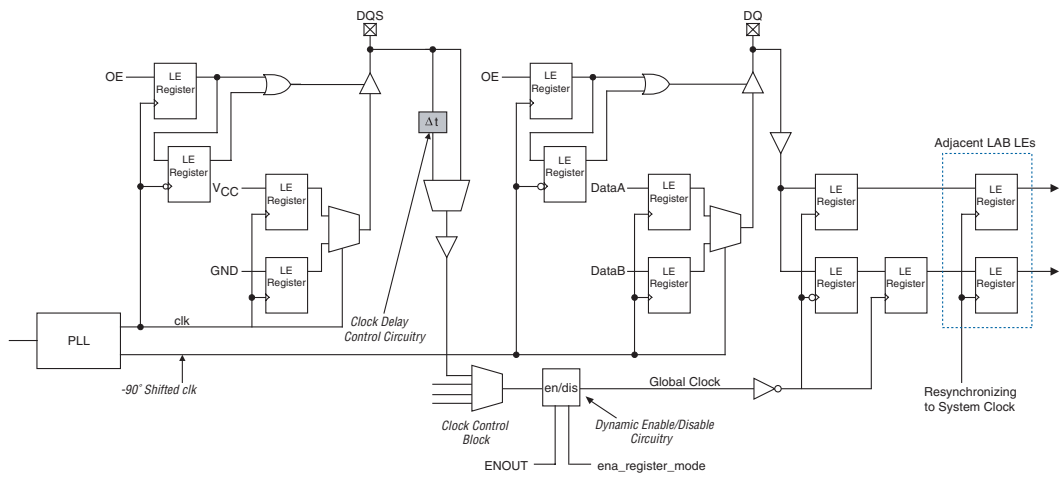 DQS
DQ
OE
LE
Register
OE
LE
Register
Δt
Adjacent LAB LEs
LE
Register
LE
Register
VCC
LE
Register
DataA
LE
Register
LE
Register
LE
Register
GND
LE
Register
DataB
LE
Register
LE
Register
LE
Register
LE
Register
PLL
clk
Clock Delay
Control Circuitry
-90° Shifted clk
en/dis
Global Clock
Resynchronizing
to System Clock
Clock Control
Block
Dynamic Enable/Disable
Circuitry
ENOUT
ena_register_mode